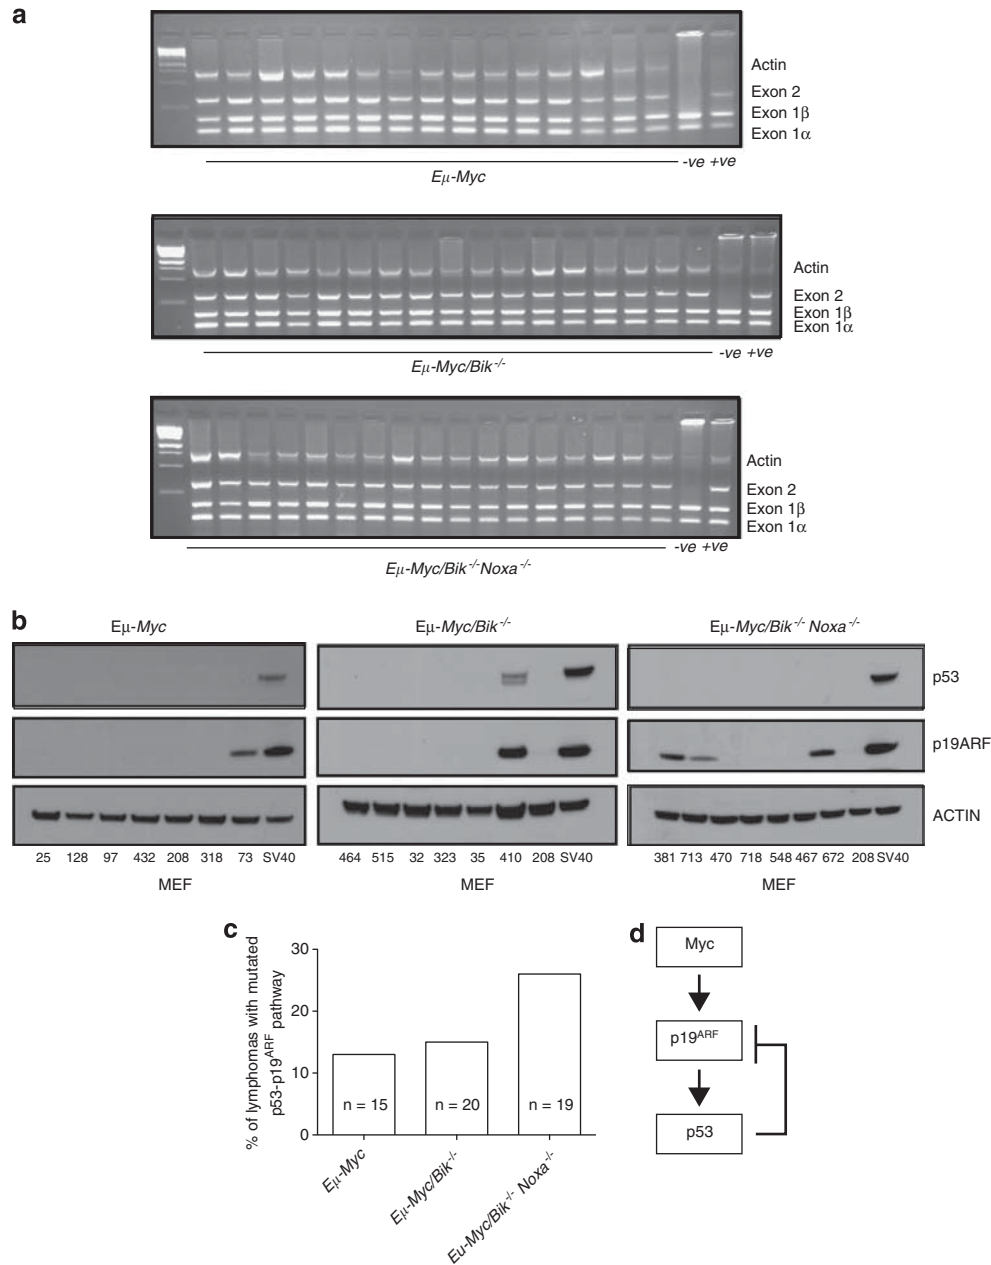 a
Actin
Exon 2
Exon 1β
Exon 1α
-ve +ve
Eμ-Myc
Actin
Exon 2
Exon 1β
Exon 1α
-ve +ve
Eμ-Myc/Bik-/-
Actin
Exon 2
Exon 1β
Exon 1α
-ve +ve
Eμ-Myc/Bik-/-Noxa-/-
b
Eμ-Myc
Eμ-Myc/Bik-/-
Eμ-Myc/Bik-/- Noxa-/-
p53
p19ARF
ACTIN
25 128 97 432 208 318 73 SV40
464 515 32 323 35 410 208 SV40
381 713 470 718 548 467 672 208 SV40
MEF
MEF
MEF
c
% of lymphomas with mutated
p53-p19ARF pathway
30
20
10
0
n = 15
n = 20
n = 19
Eμ-Myc
Eμ-Myc/Bik-/-
Eu-Myc/Bik-/- Noxa-/-
d
Myc
p19ARF
p53